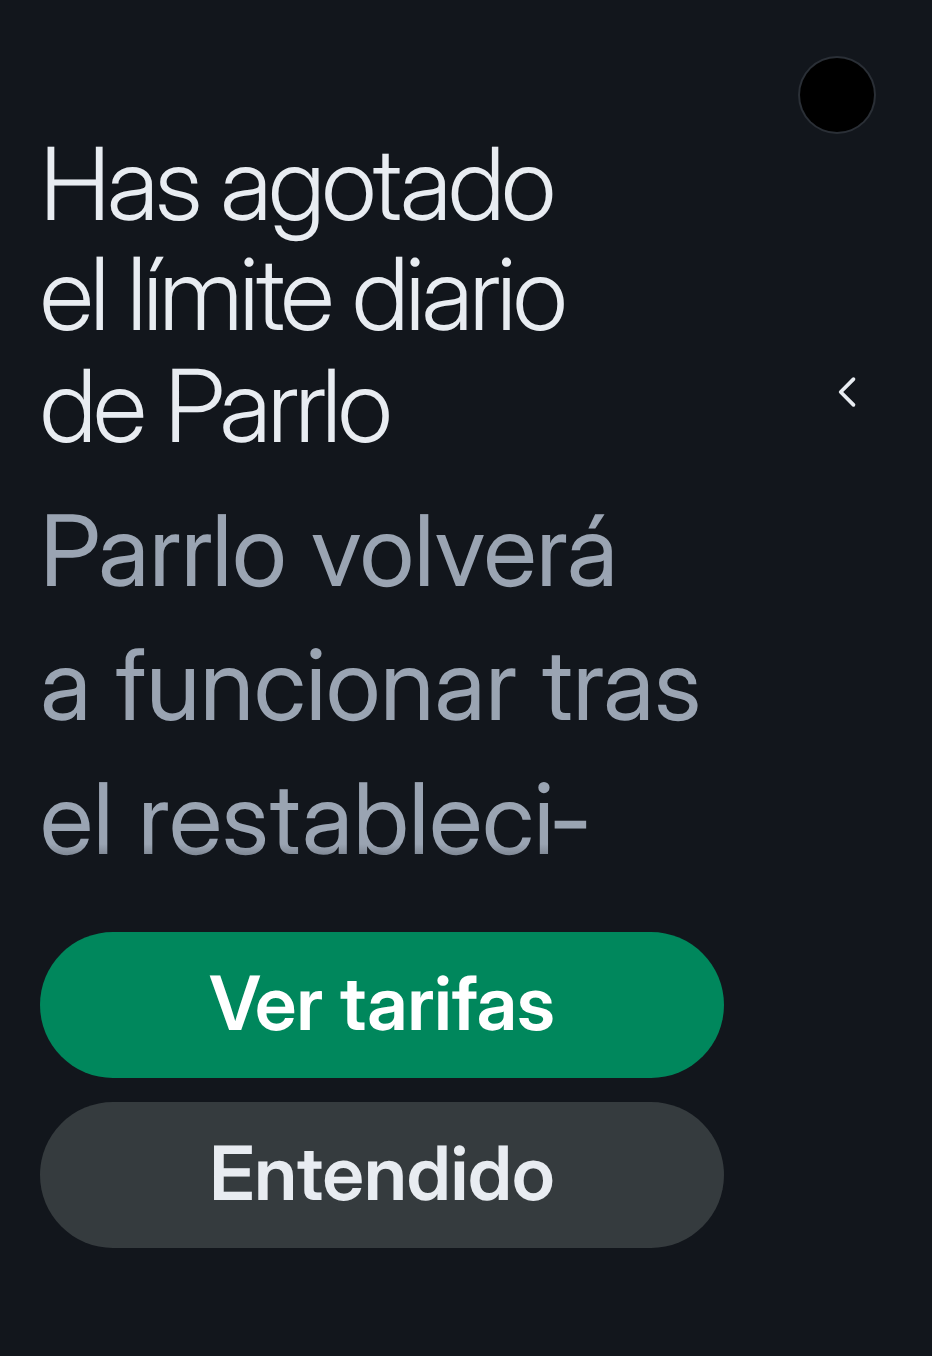 Has agotado
el límite diario
de Parrlo
Parrlo volverá
a funcionar tras
el restableci-
Ver tarifas
Entendido